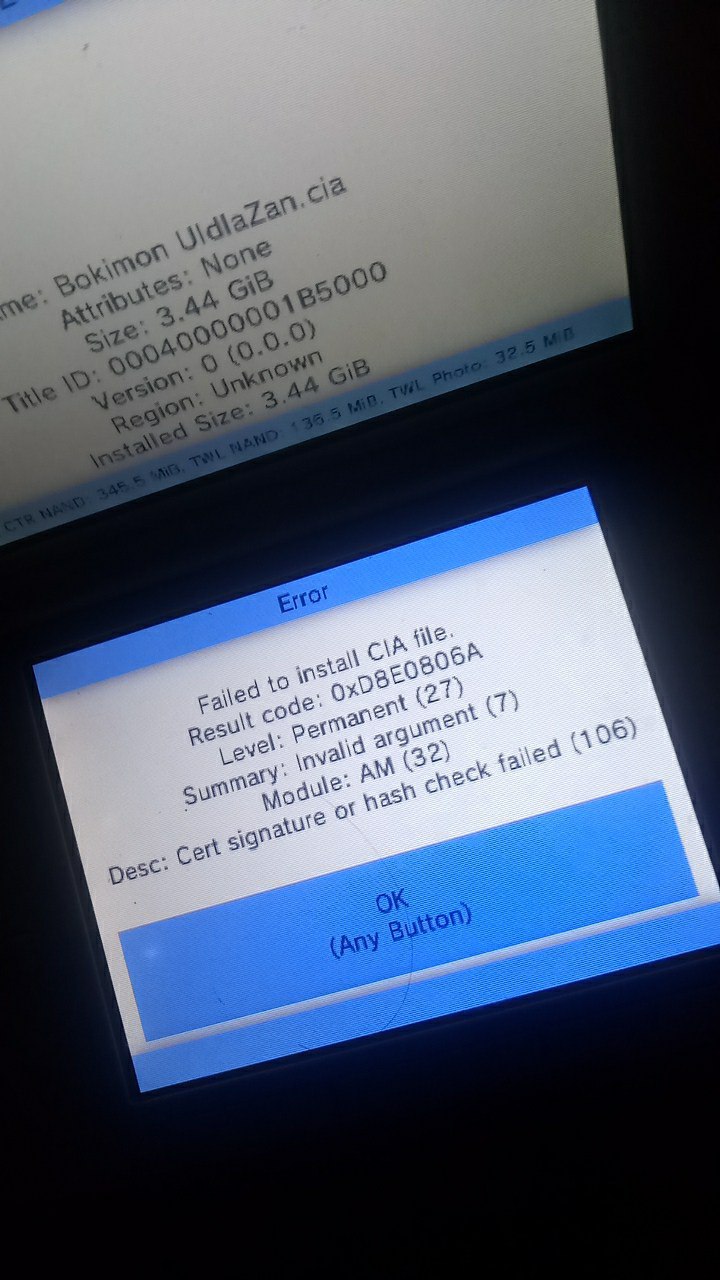 me: Bokimon UldlaZan.cia
Attributes: None
Size: 3.44 GiB
Title ID: 00040000001B5000
Version: 0 (0.0.0)
Region: Unknown
Installed Size: 3.44 GiB
CTR NAND: 345.5 MiB, TWL NAND: 136.5 MiB, TWL Photo: 32.5 MiB
Error
Failed to install CIA file.
Result code: 0xD8E0806A
Level: Permanent (27)
Summary: Invalid argument (7)
Module: AM (32)
Desc: Cert signature or hash check failed (106)
OK
(Any Button)